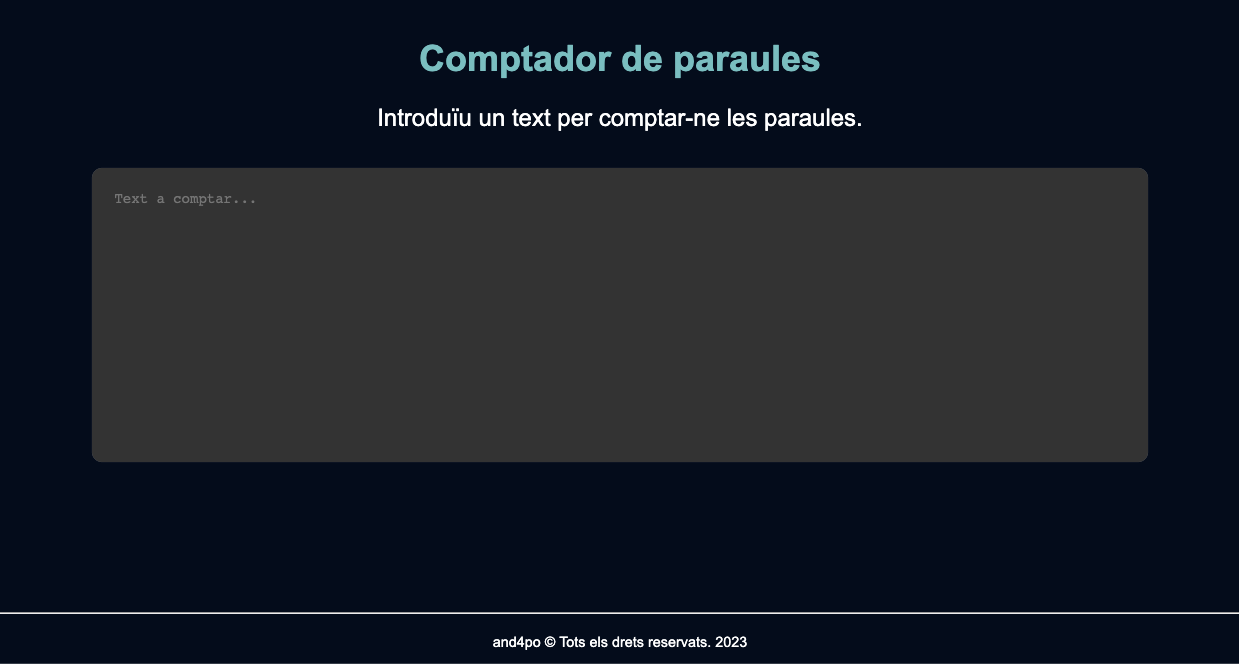 Comptador de paraules
Introduïu un text per comptar-ne les paraules.
Text a comptar...
and4po © Tots els drets reservats. 2023